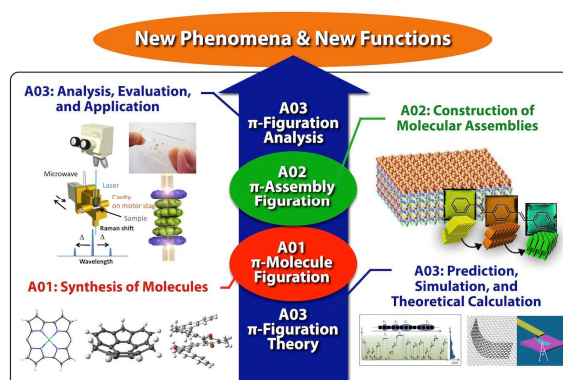 New Phenomena & New Functions
A03: Analysis, Evaluation,
and Application
A03
π-Figuration
Analysis
A02: Construction of
Molecular Assemblies
Microwave
Laser
Cavity
on motor stag
Sample
Raman shift
Δ Δ
Wavelength
A02
π-Assembly
Figuration
A01
π-Molecule
Figuration
A01: Synthesis of Molecules
A03
π-Figuration
Theory
A03: Prediction,
Simulation, and
Theoretical Calculation